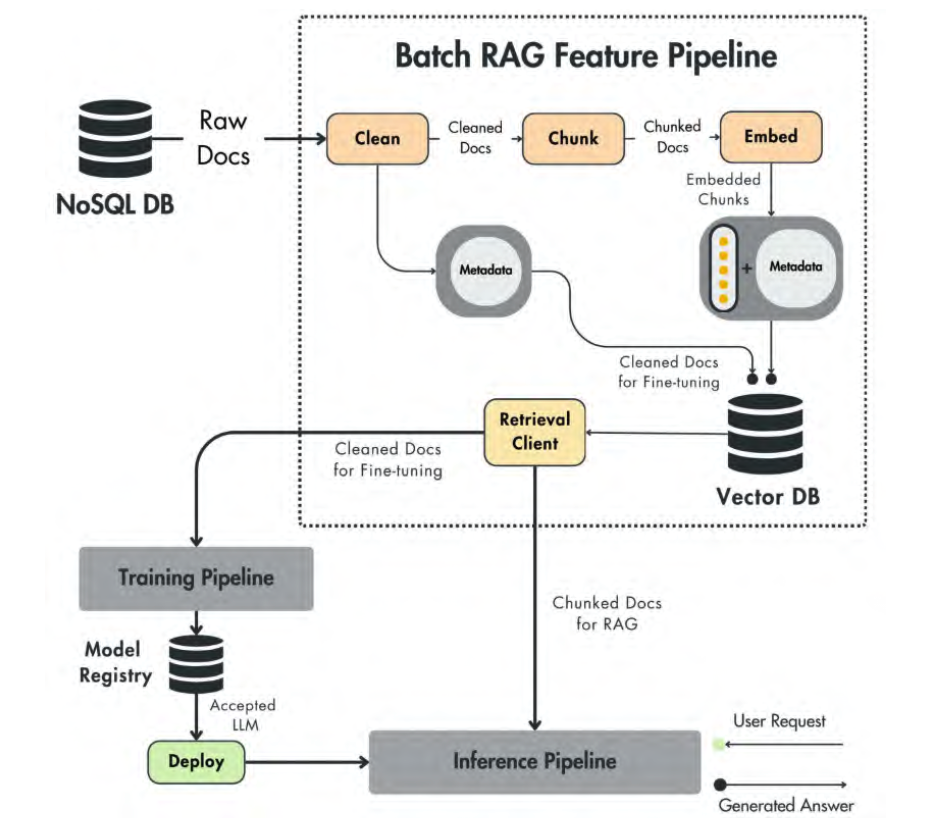 Batch RAG Feature Pipeline
Raw
Docs
NoSQL DB
Clean
Cleaned
Docs
Chunk
Chunked
Docs
Embed
Embedded
Chunks
Metadata
+
Metadata
Cleaned Docs
for Fine-tuning
Retrieval
Client
Vector DB
Cleaned Docs
for Fine-tuning
Training Pipeline
Chunked Docs
for RAG
Model
Registry
Accepted
LLM
Deploy
Inference Pipeline
User Request
Generated Answer